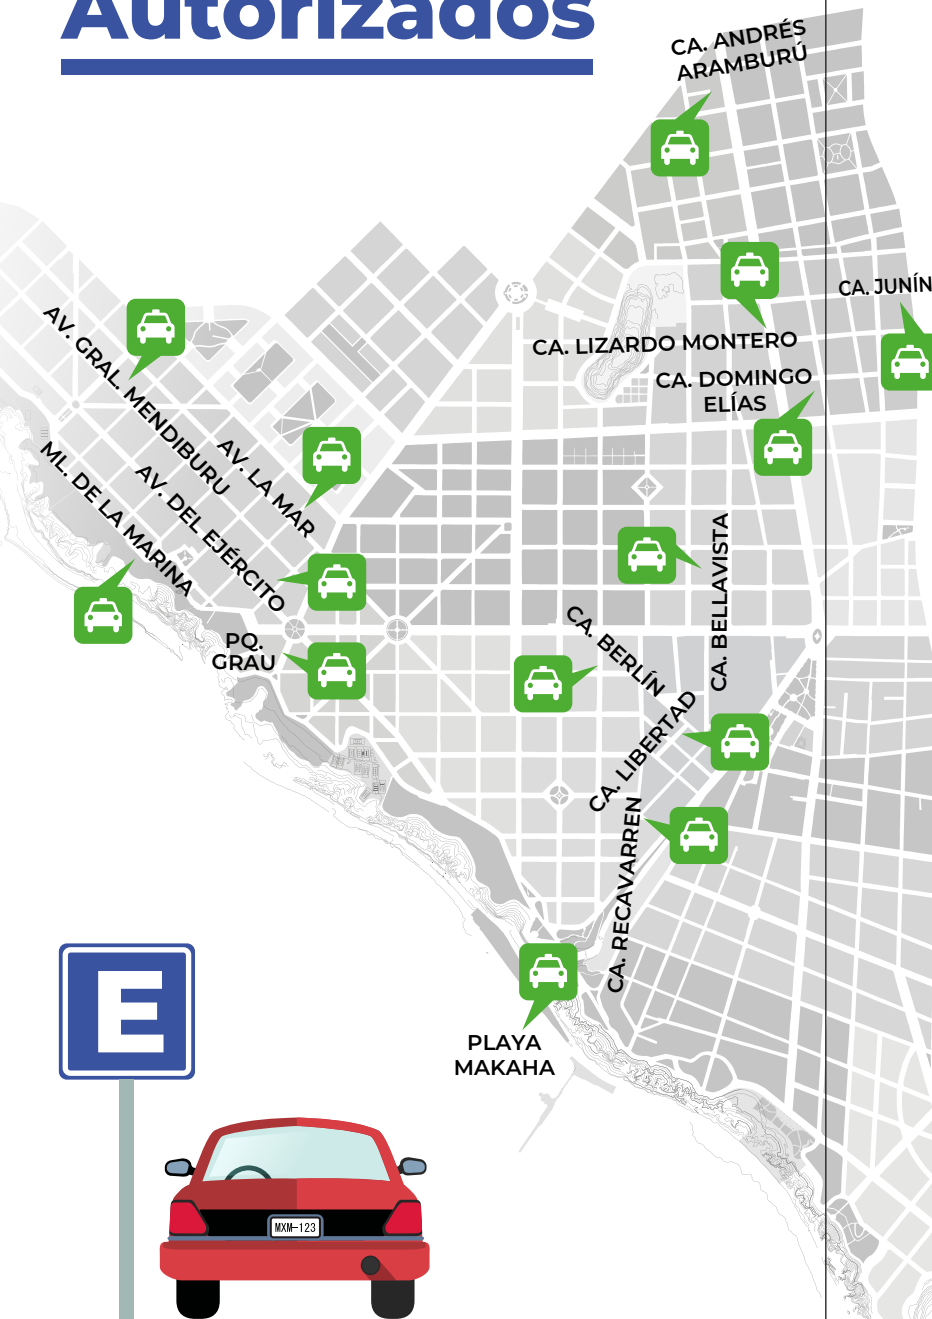 Autorizados
CA. ANDRÉS
ARAMBURÚ
CA. JUNÍN
CA. LIZARDO MONTERO
CA. DOMINGO
ELÍAS
AV. GRAL. MENDIBURU
AV. LA MAR
ML. DE LA MARINA
AV. DEL EJÉRCITO
CA. BELLAVISTA
PQ.
GRAU
CA. BERLÍN
CA. LIBERTAD
CA. RECAVARREN
PLAYA
MAKAHA
E
MXM-123